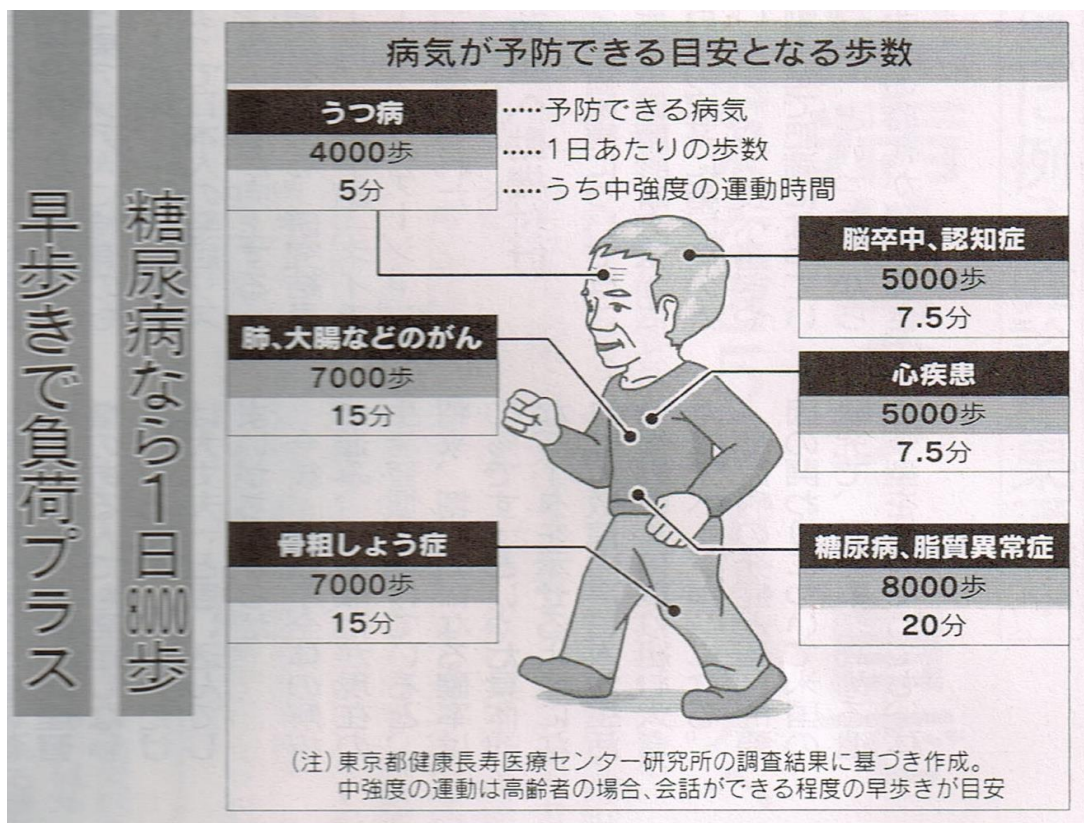 糖尿病なら1日8000歩
早歩きで負荷プラス
病気が予防できる目安となる歩数
うつ病
4000歩
5分
……予防できる病気
……1日あたりの歩数
……うち中強度の運動時間
脳卒中、認知症
5000歩
7.5分
肺、大腸などのがん
7000歩
15分
心疾患
5000歩
7.5分
骨粗しょう症
7000歩
15分
糖尿病、脂質異常症
8000歩
20分
(注)東京都健康長寿医療センター研究所の調査結果に基づき作成。
中強度の運動は高齢者の場合、会話ができる程度の早歩きが目安